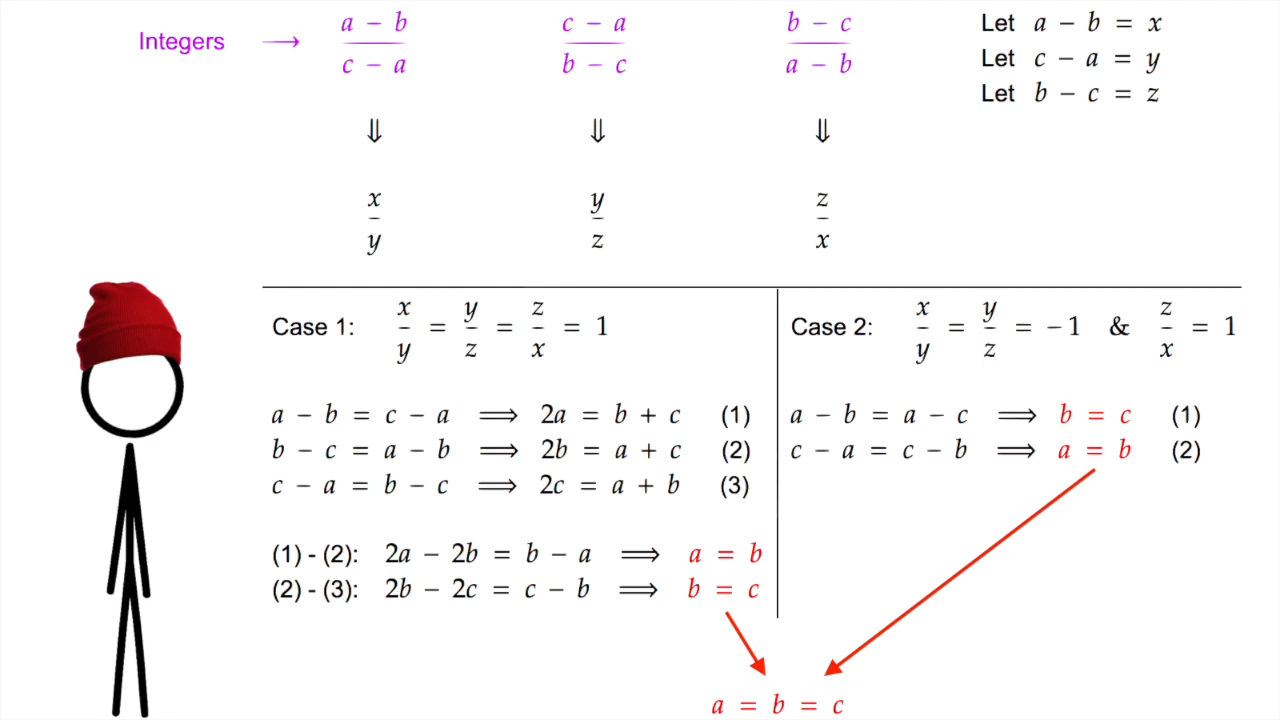 Integers → a − b / c − a    c − a / b − c    b − c / a − b
Let a − b = x
Let c − a = y
Let b − c = z
⇓ ⇓ ⇓
x / y    y / z    z / x
Case 1: x / y = y / z = z / x = 1
a − b = c − a ⟹ 2a = b + c (1)
b − c = a − b ⟹ 2b = a + c (2)
c − a = b − c ⟹ 2c = a + b (3)
(1) - (2): 2a − 2b = b − a ⟹ a = b
(2) - (3): 2b − 2c = c − b ⟹ b = c
Case 2: x / y = y / z = −1 & z / x = 1
a − b = a − c ⟹ b = c (1)
c − a = c − b ⟹ a = b (2)
a = b = c